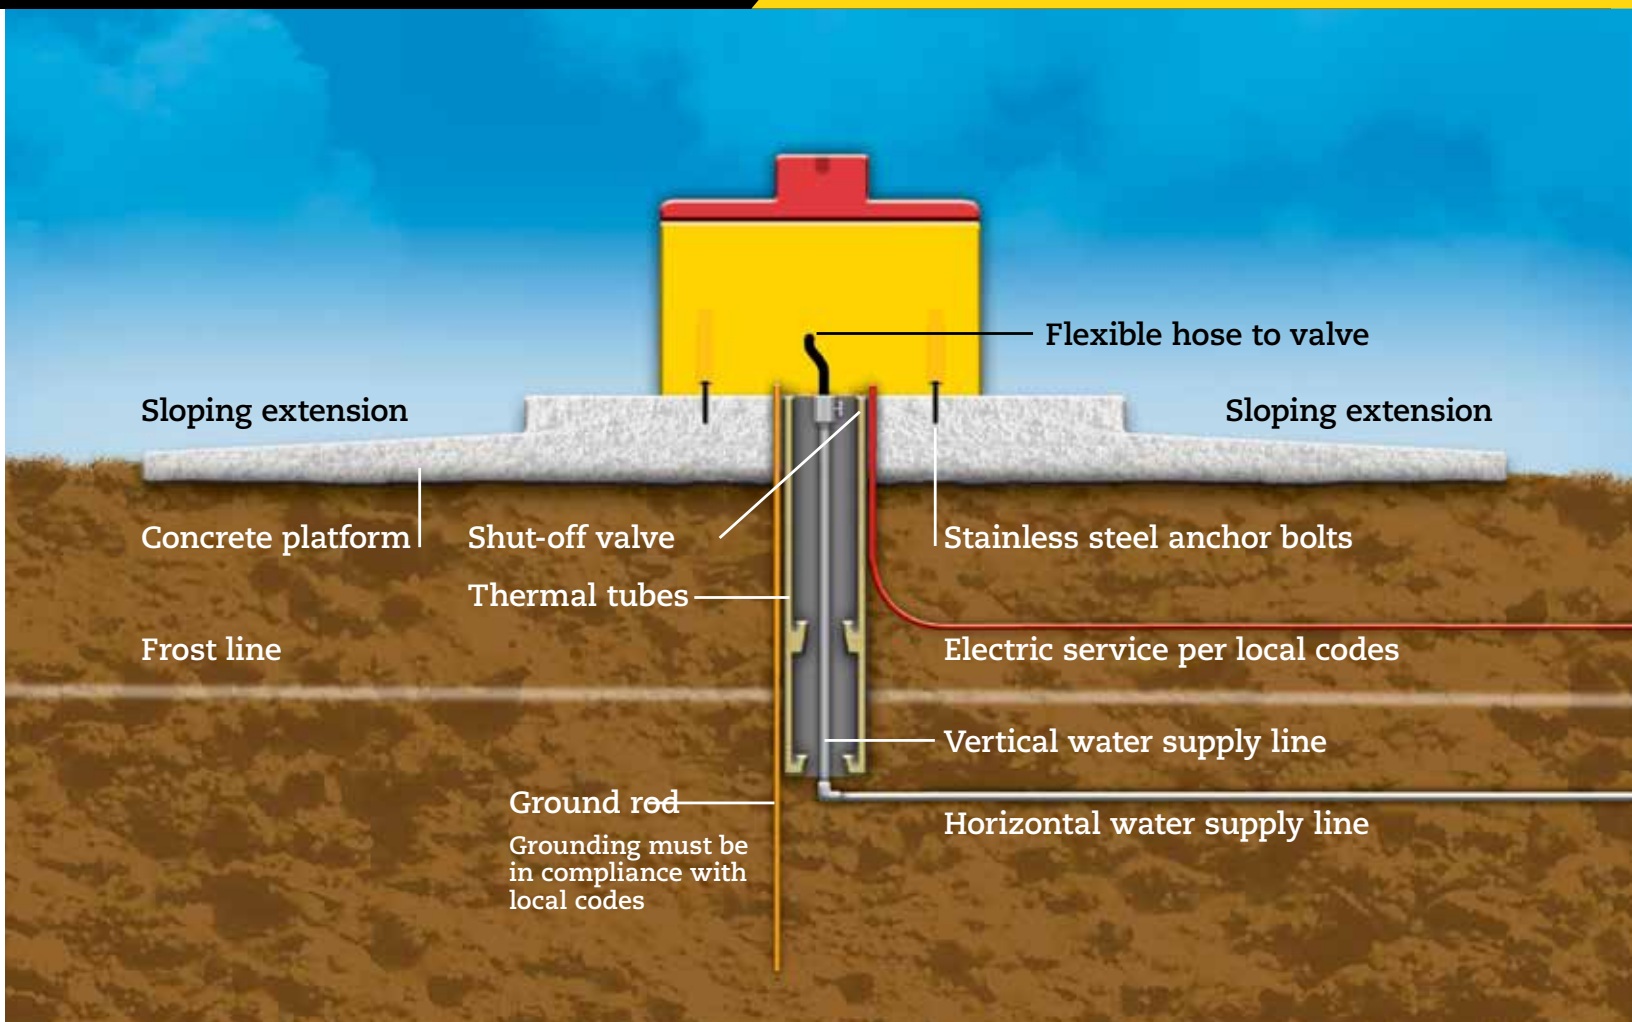 Flexible hose to valve
Sloping extension
Sloping extension
Concrete platform
Shut-off valve
Stainless steel anchor bolts
Thermal tubes
Frost line
Electric service per local codes
Vertical water supply line
Ground rod
Horizontal water supply line
Grounding must be
in compliance with
local codes